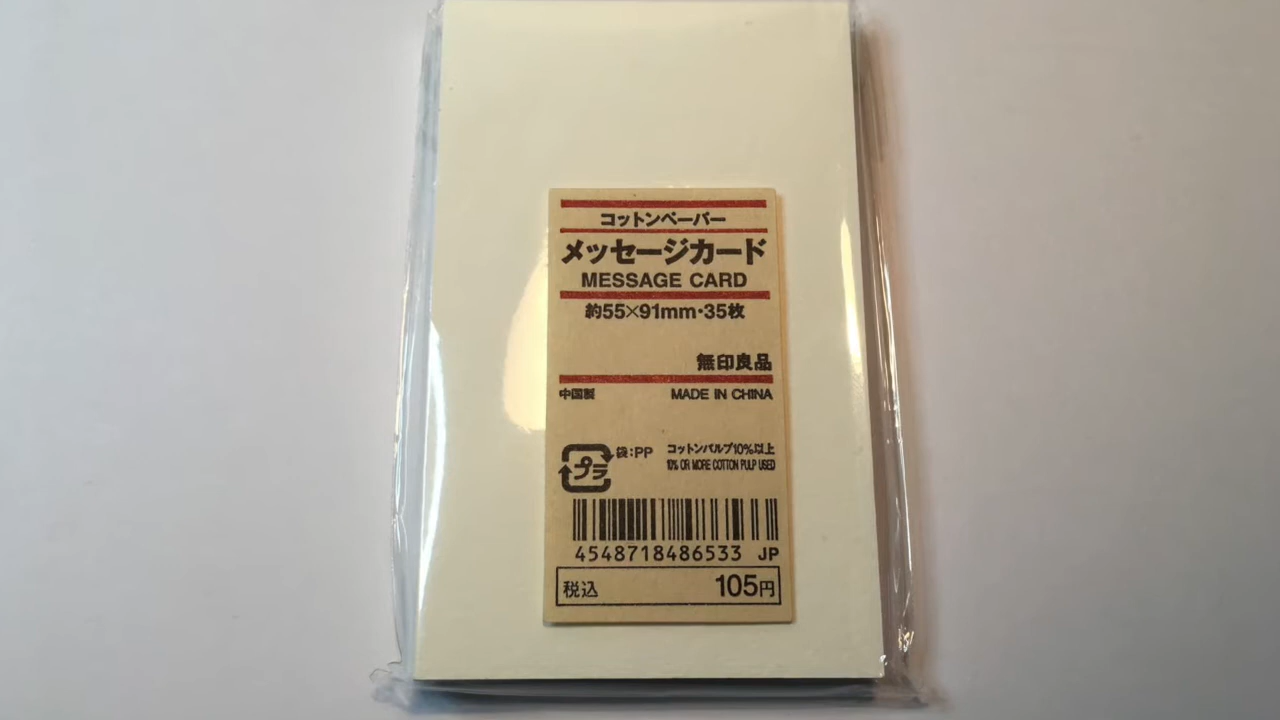 コットンペーパー
メッセージカード
MESSAGE CARD
約55×91mm・35枚
無印良品
中国製 MADE IN CHINA
プラ 袋:PP コットンパルプ10%以上
10% OR MORE COTTON PULP USED
4548718486533 JP
税込 105円